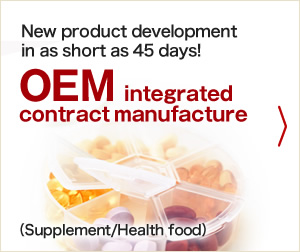 New product development
in as short as 45 days!
OEM integrated
contract manufacture
(Supplement/Health food)